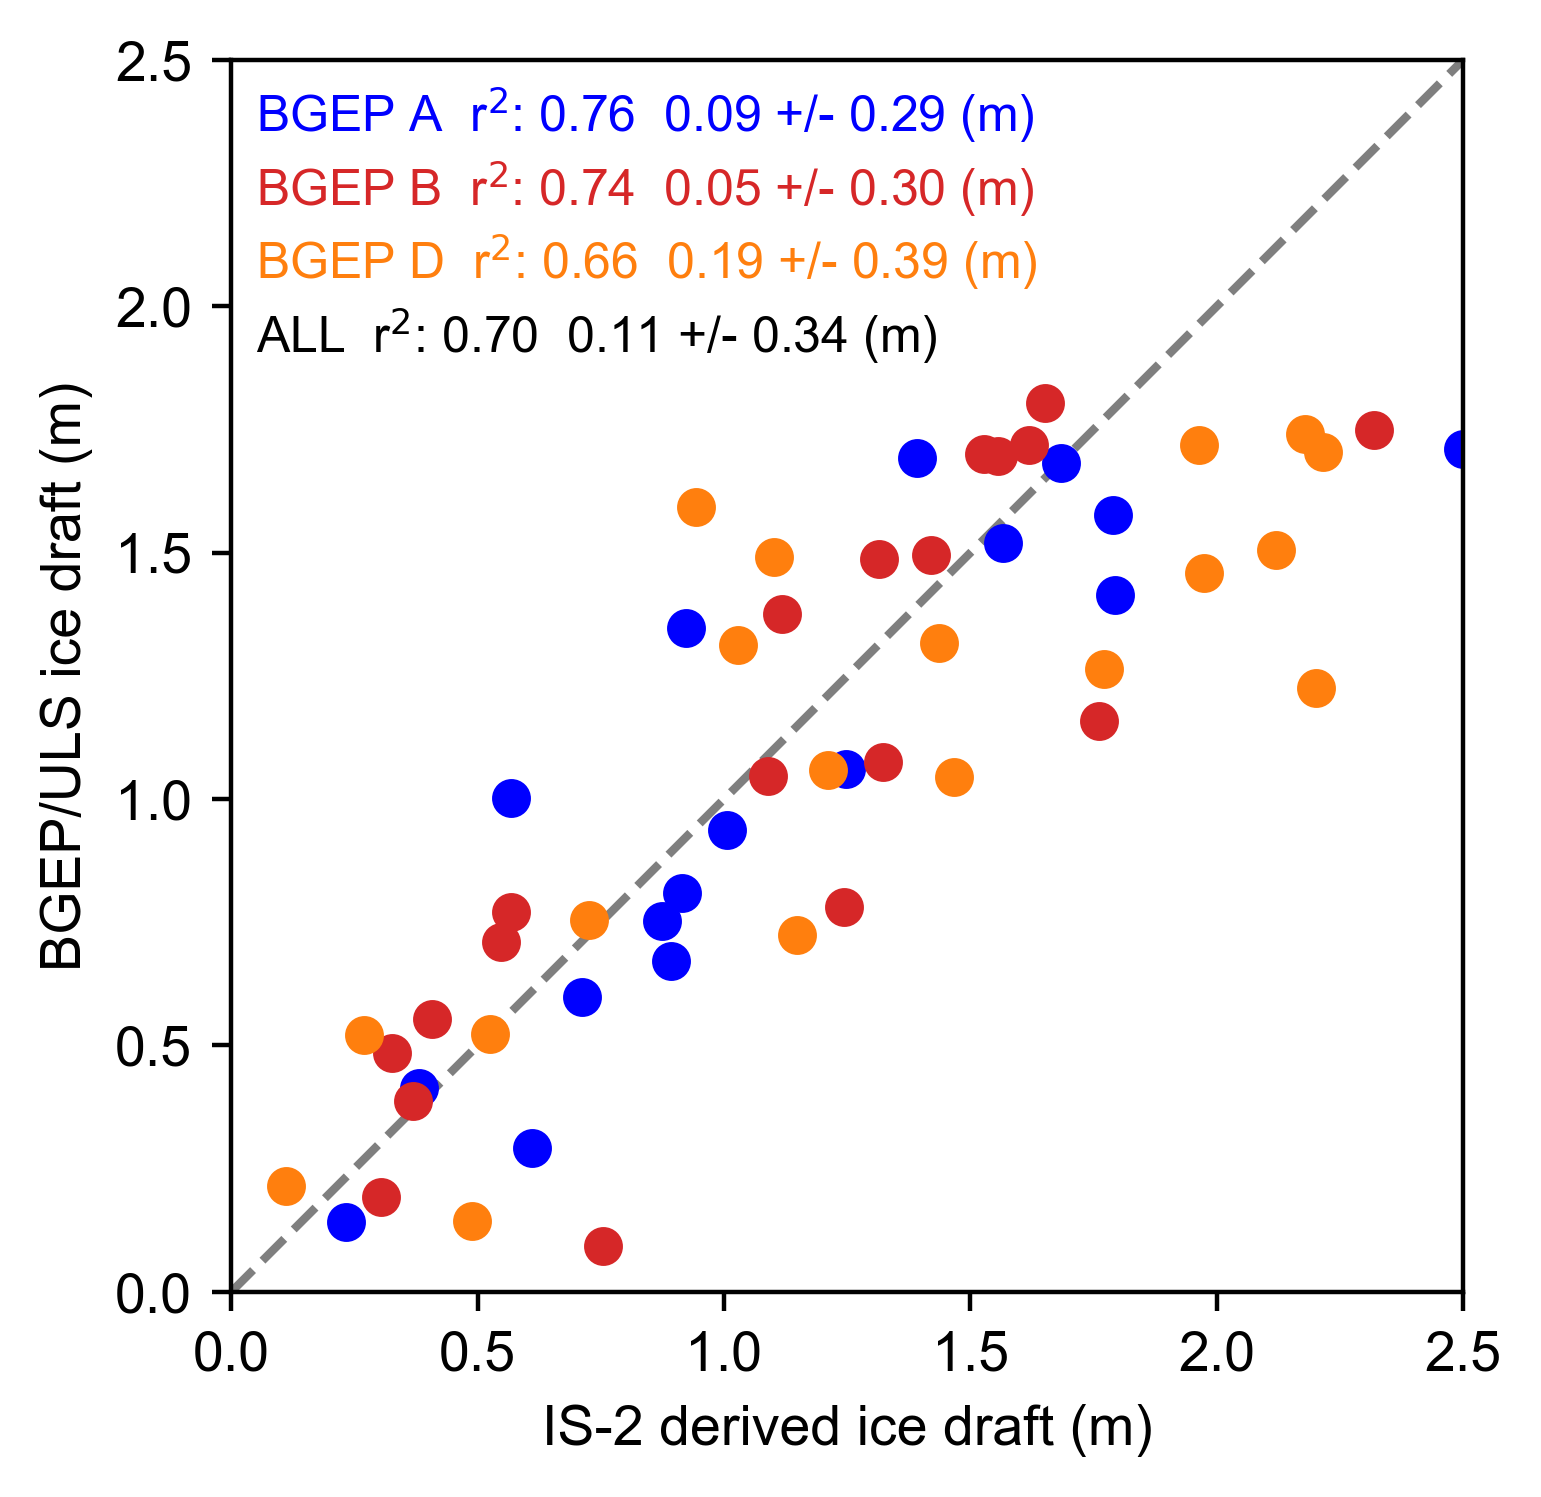 2.5
BGEP A r²: 0.76 0.09 +/- 0.29 (m)
BGEP B r²: 0.74 0.05 +/- 0.30 (m)
BGEP D r²: 0.66 0.19 +/- 0.39 (m)
2.0
ALL r²: 0.70 0.11 +/- 0.34 (m)
1.5
1.0
0.5
0.0
BGEP/ULS ice draft (m)
0.0 0.5 1.0 1.5 2.0 2.5
IS-2 derived ice draft (m)